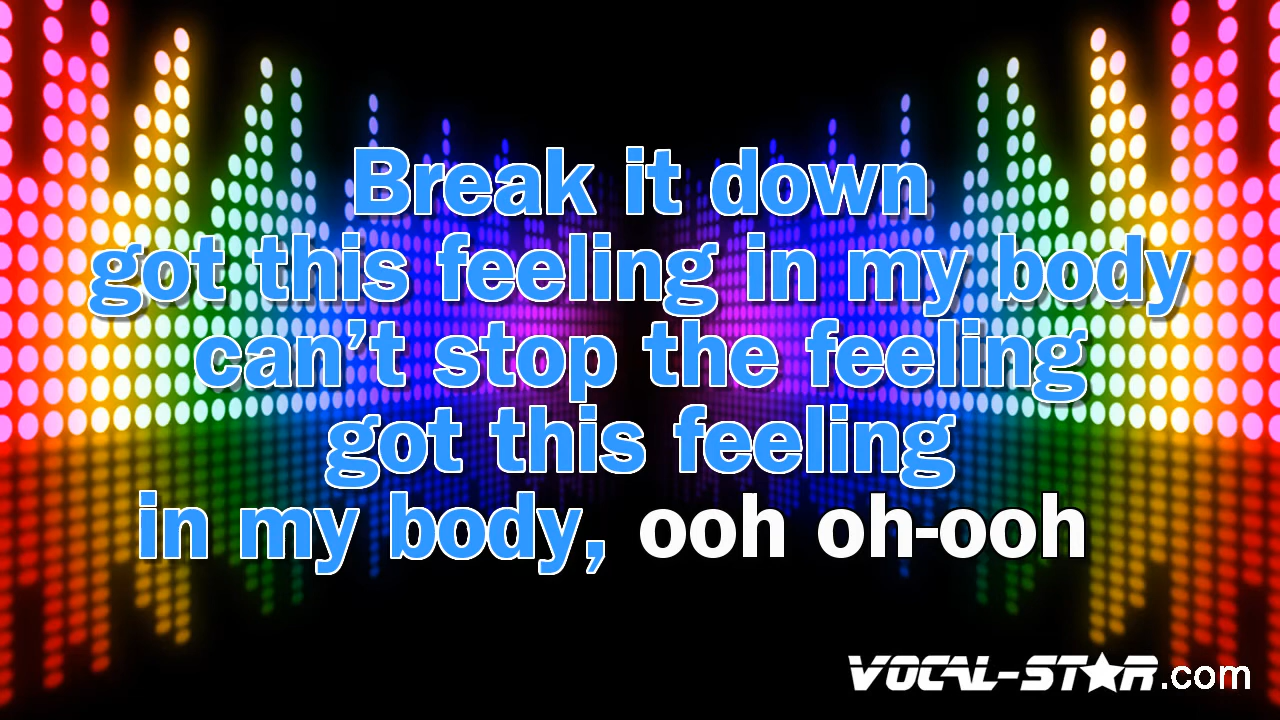 Break it down
got this feeling in my body
can’t stop the feeling
got this feeling
in my body, ooh oh-ooh
VOCAL-STAR.com